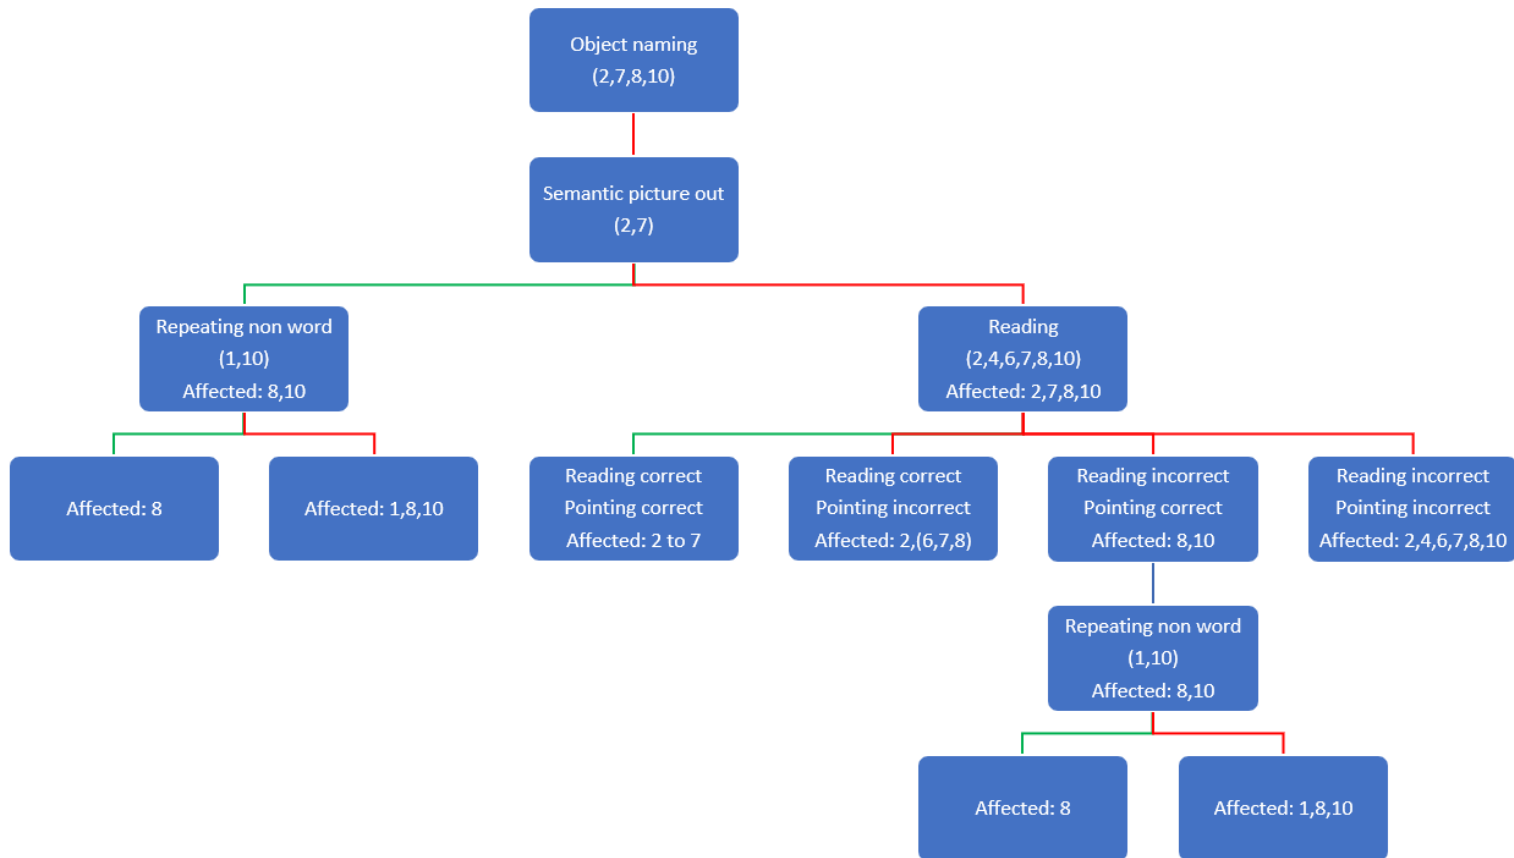 Object naming
(2,7,8,10)
Semantic picture out
(2,7)
Repeating non word
(1,10)
Affected: 8,10
Reading
(2,4,6,7,8,10)
Affected: 2,7,8,10
Affected: 8
Affected: 1,8,10
Reading correct
Pointing correct
Affected: 2 to 7
Reading correct
Pointing incorrect
Affected: 2,(6,7,8)
Reading incorrect
Pointing correct
Affected: 8,10
Reading incorrect
Pointing incorrect
Affected: 2,4,6,7,8,10
Repeating non word
(1,10)
Affected: 8,10
Affected: 8
Affected: 1,8,10